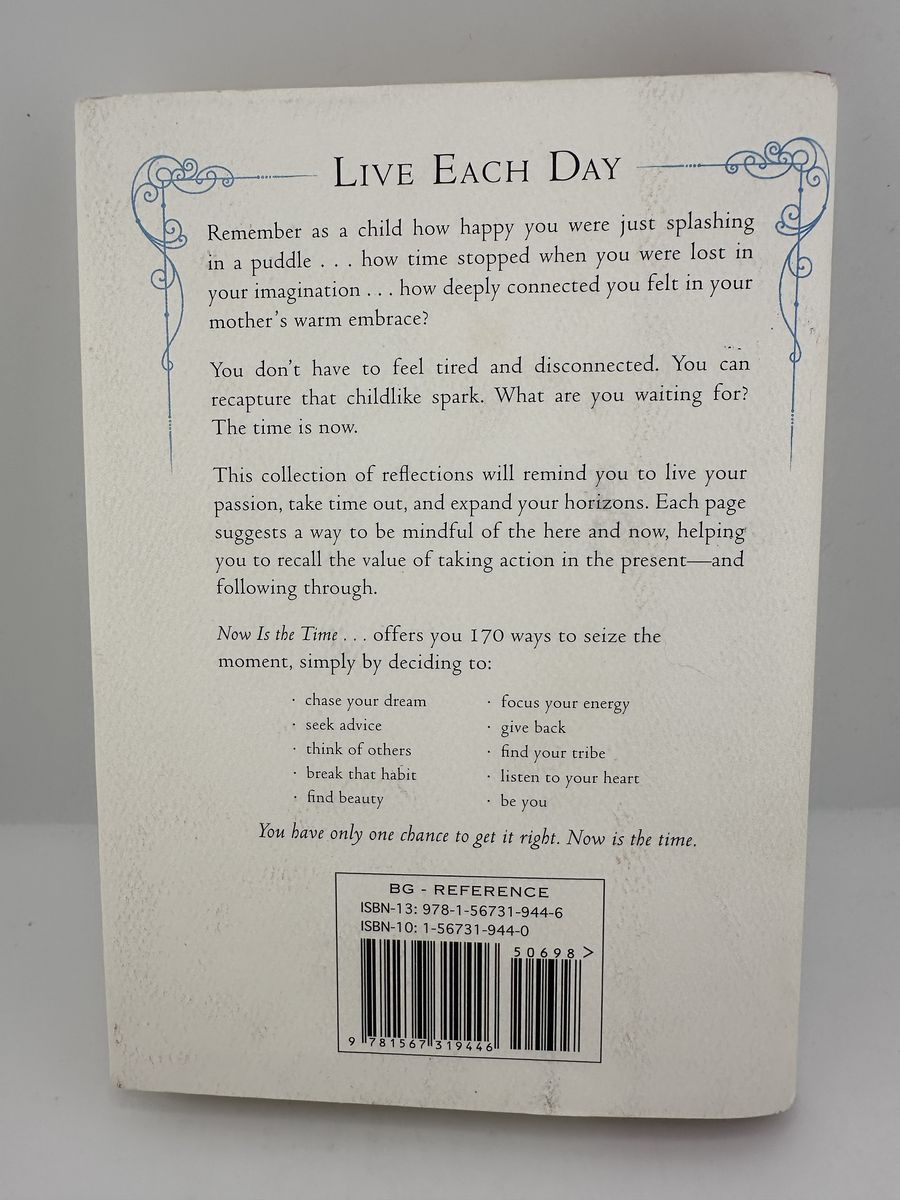 LIVE EACH DAY
Remember as a child how happy you were just splashing
in a puddle . . . how time stopped when you were lost in
your imagination . . . how deeply connected you felt in your
mother's warm embrace?
You don't have to feel tired and disconnected. You can
recapture that childlike spark. What are you waiting for?
The time is now.
This collection of reflections will remind you to live your
passion, take time out, and expand your horizons. Each page
suggests a way to be mindful of the here and now, helping
you to recall the value of taking action in the present—and
following through.
Now Is the Time . . . offers you 170 ways to seize the
moment, simply by deciding to:
· chase your dream
· seek advice
· think of others
· break that habit
· find beauty
· focus your energy
· give back
· find your tribe
· listen to your heart
· be you
You have only one chance to get it right. Now is the time.
BG - REFERENCE
ISBN-13: 978-1-56731-944-6
ISBN-10: 1-56731-944-0
50698>
9 781567 319446